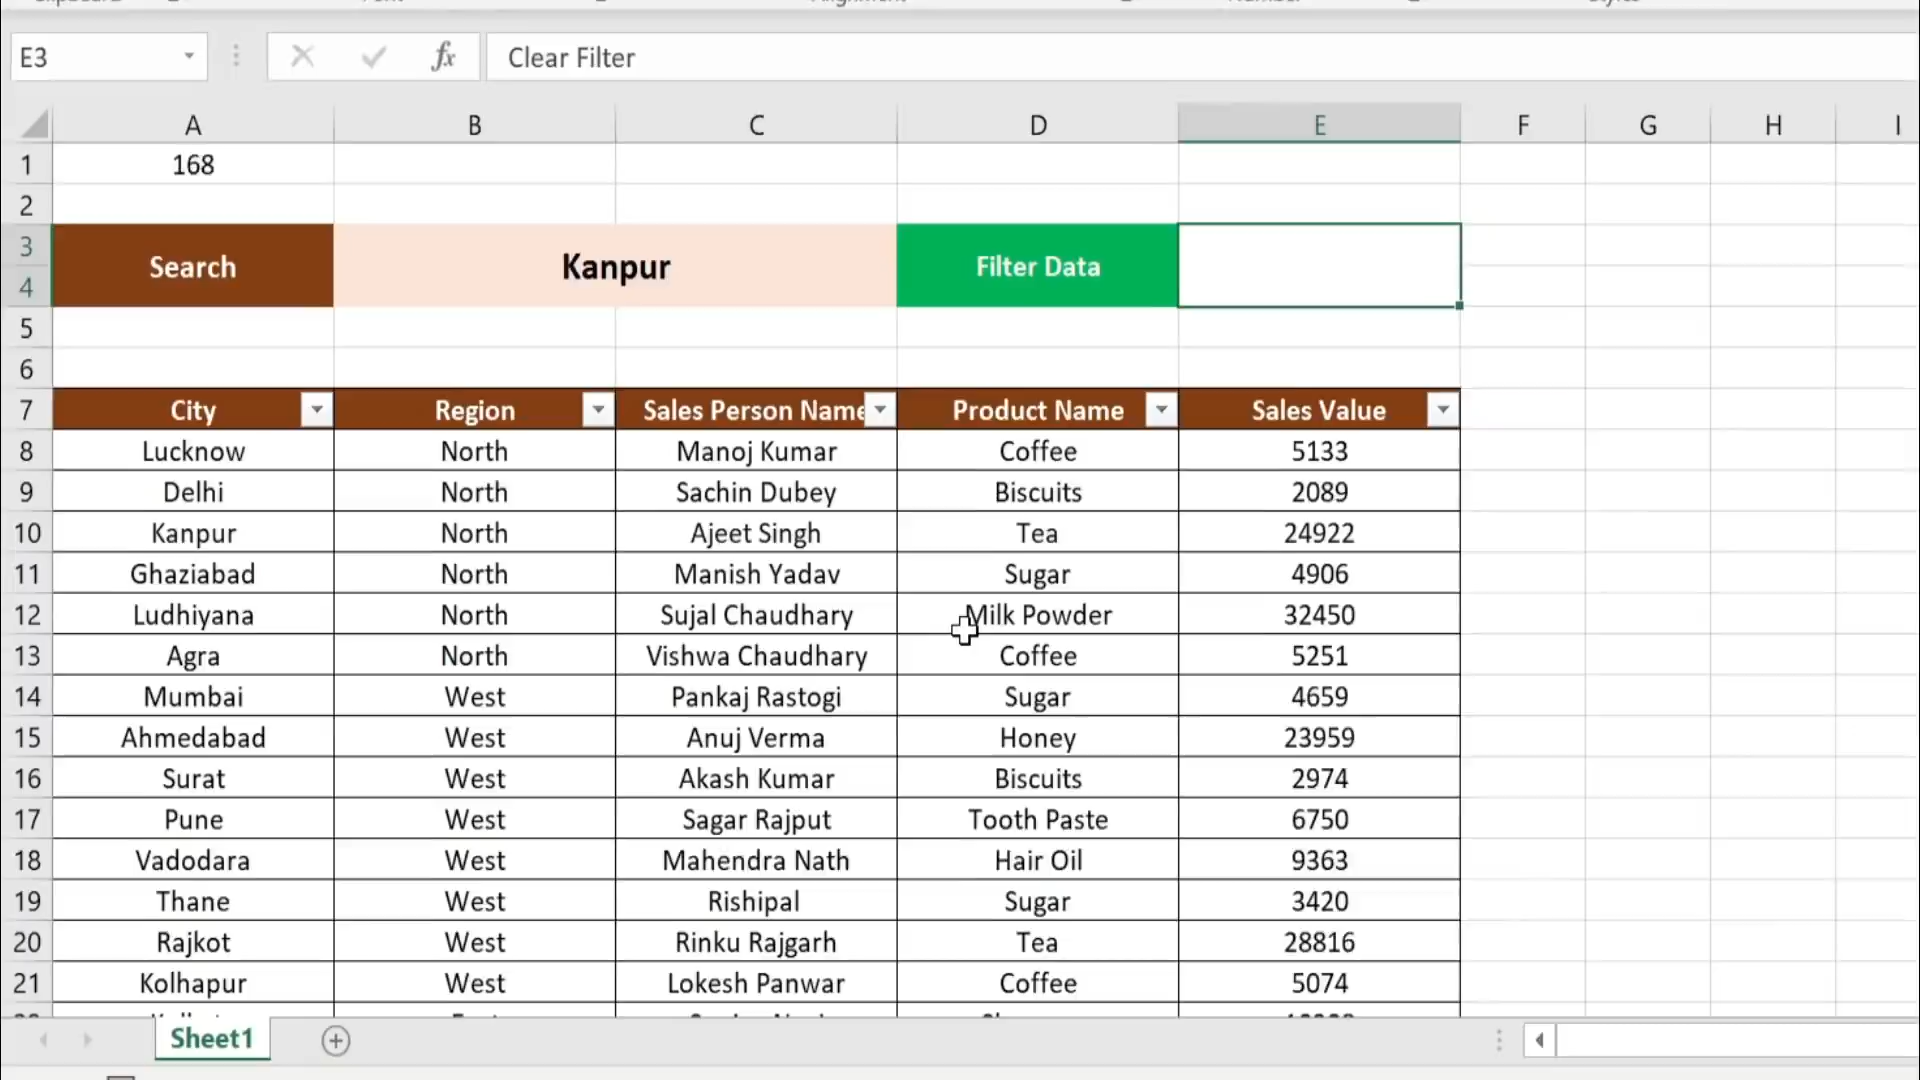 E3 fx Clear Filter
A B C D E F G H I
1 168
2
3
Search Kanpur Filter Data
4
5
6
7 City Region Sales Person Name Product Name Sales Value
8 Lucknow North Manoj Kumar Coffee 5133
9 Delhi North Sachin Dubey Biscuits 2089
10 Kanpur North Ajeet Singh Tea 24922
11 Ghaziabad North Manish Yadav Sugar 4906
12 Ludhiyana North Sujal Chaudhary Milk Powder 32450
13 Agra North Vishwa Chaudhary Coffee 5251
14 Mumbai West Pankaj Rastogi Sugar 4659
15 Ahmedabad West Anuj Verma Honey 23959
16 Surat West Akash Kumar Biscuits 2974
17 Pune West Sagar Rajput Tooth Paste 6750
18 Vadodara West Mahendra Nath Hair Oil 9363
19 Thane West Rishipal Sugar 3420
20 Rajkot West Rinku Rajgarh Tea 28816
21 Kolhapur West Lokesh Panwar Coffee 5074
Sheet1